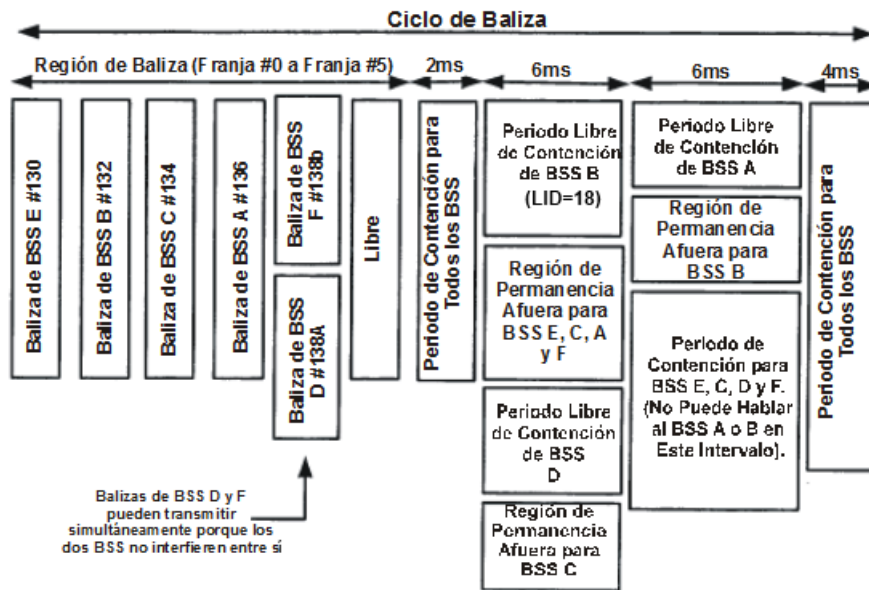 Ciclo de Baliza
Región de Baliza (Franja #0 a Franja #5)
2ms
6ms
6ms
4ms
Baliza de BSS E #130
Baliza de BSS B #132
Baliza de BSS C #134
Baliza de BSS A #136
Baliza de BSS
F #138b
Baliza de BSS
D #138A
Libre
Periodo de Contención para
Todos los BSS
Periodo Libre
de Contención
de BSS B
(LID=18)
Región de
Permanencia
Afuera para
BSS E, C, A
y F
Periodo Libre
de Contención
de BSS
D
Región de
Permanencia
Afuera para
BSS C
Periodo Libre
de Contención
de BSS A
Región de
Permanencia
Afuera para
BSS B
Periodo de
Contención para
BSS E, C, D y F.
(No Puede Hablar
al BSS A o B en
Este Intervalo).
Periodo de Contención para
Todos los BSS
Balizas de BSS D y F
pueden transmitir
simultáneamente porque los
dos BSS no interfieren entre sí